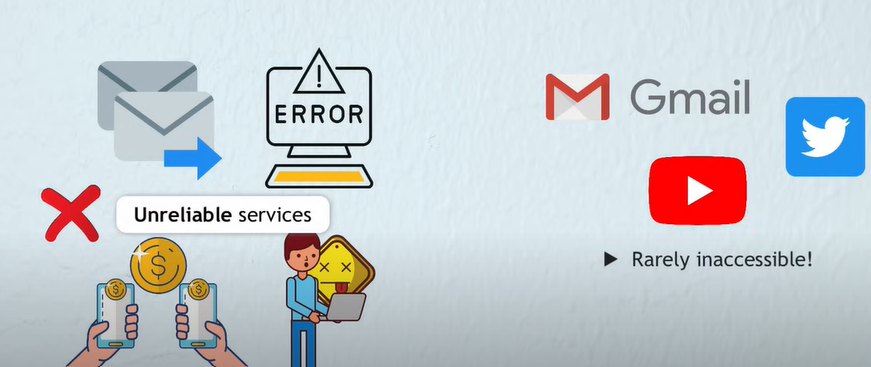 ERROR
Unreliable services
$
Gmail
Rarely inaccessible!